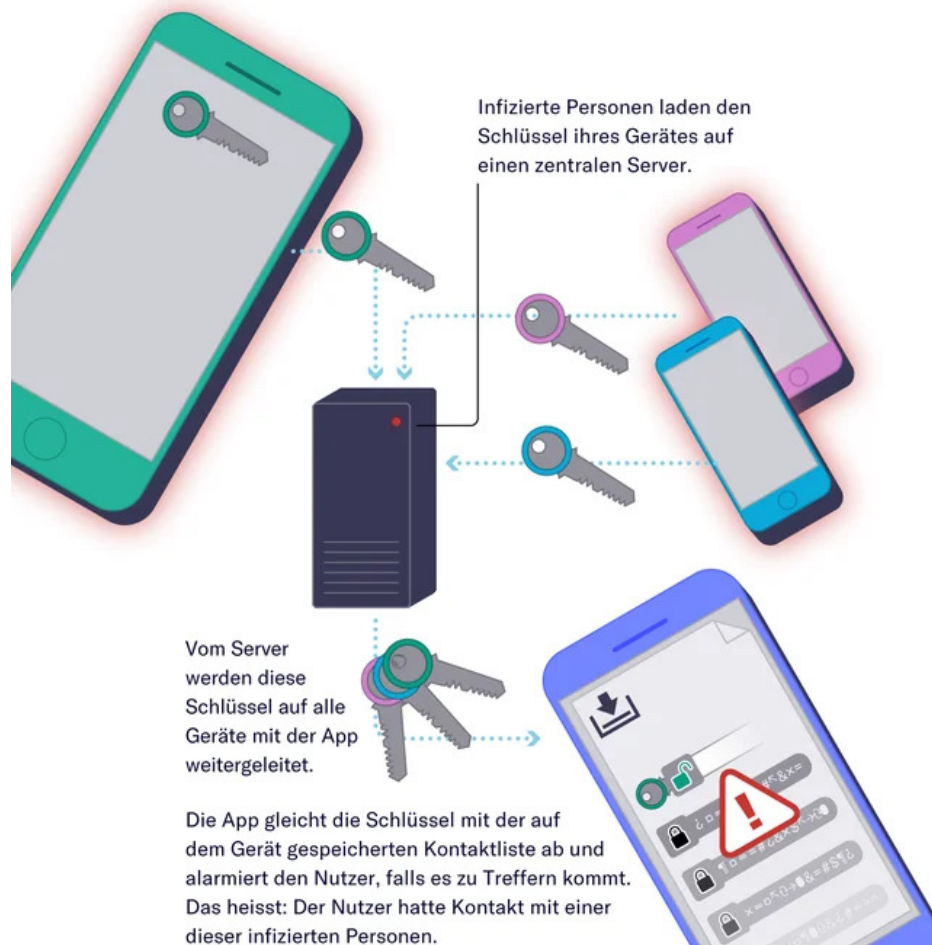 Infizierte Personen laden den
Schlüssel ihres Gerätes auf
einen zentralen Server.
Vom Server
werden diese
Schlüssel auf alle
Geräte mit der App
weitergeleitet.
Die App gleicht die Schlüssel mit der auf
dem Gerät gespeicherten Kontaktliste ab und
alarmiert den Nutzer, falls es zu Treffern kommt.
Das heisst: Der Nutzer hatte Kontakt mit einer
dieser infizierten Personen.